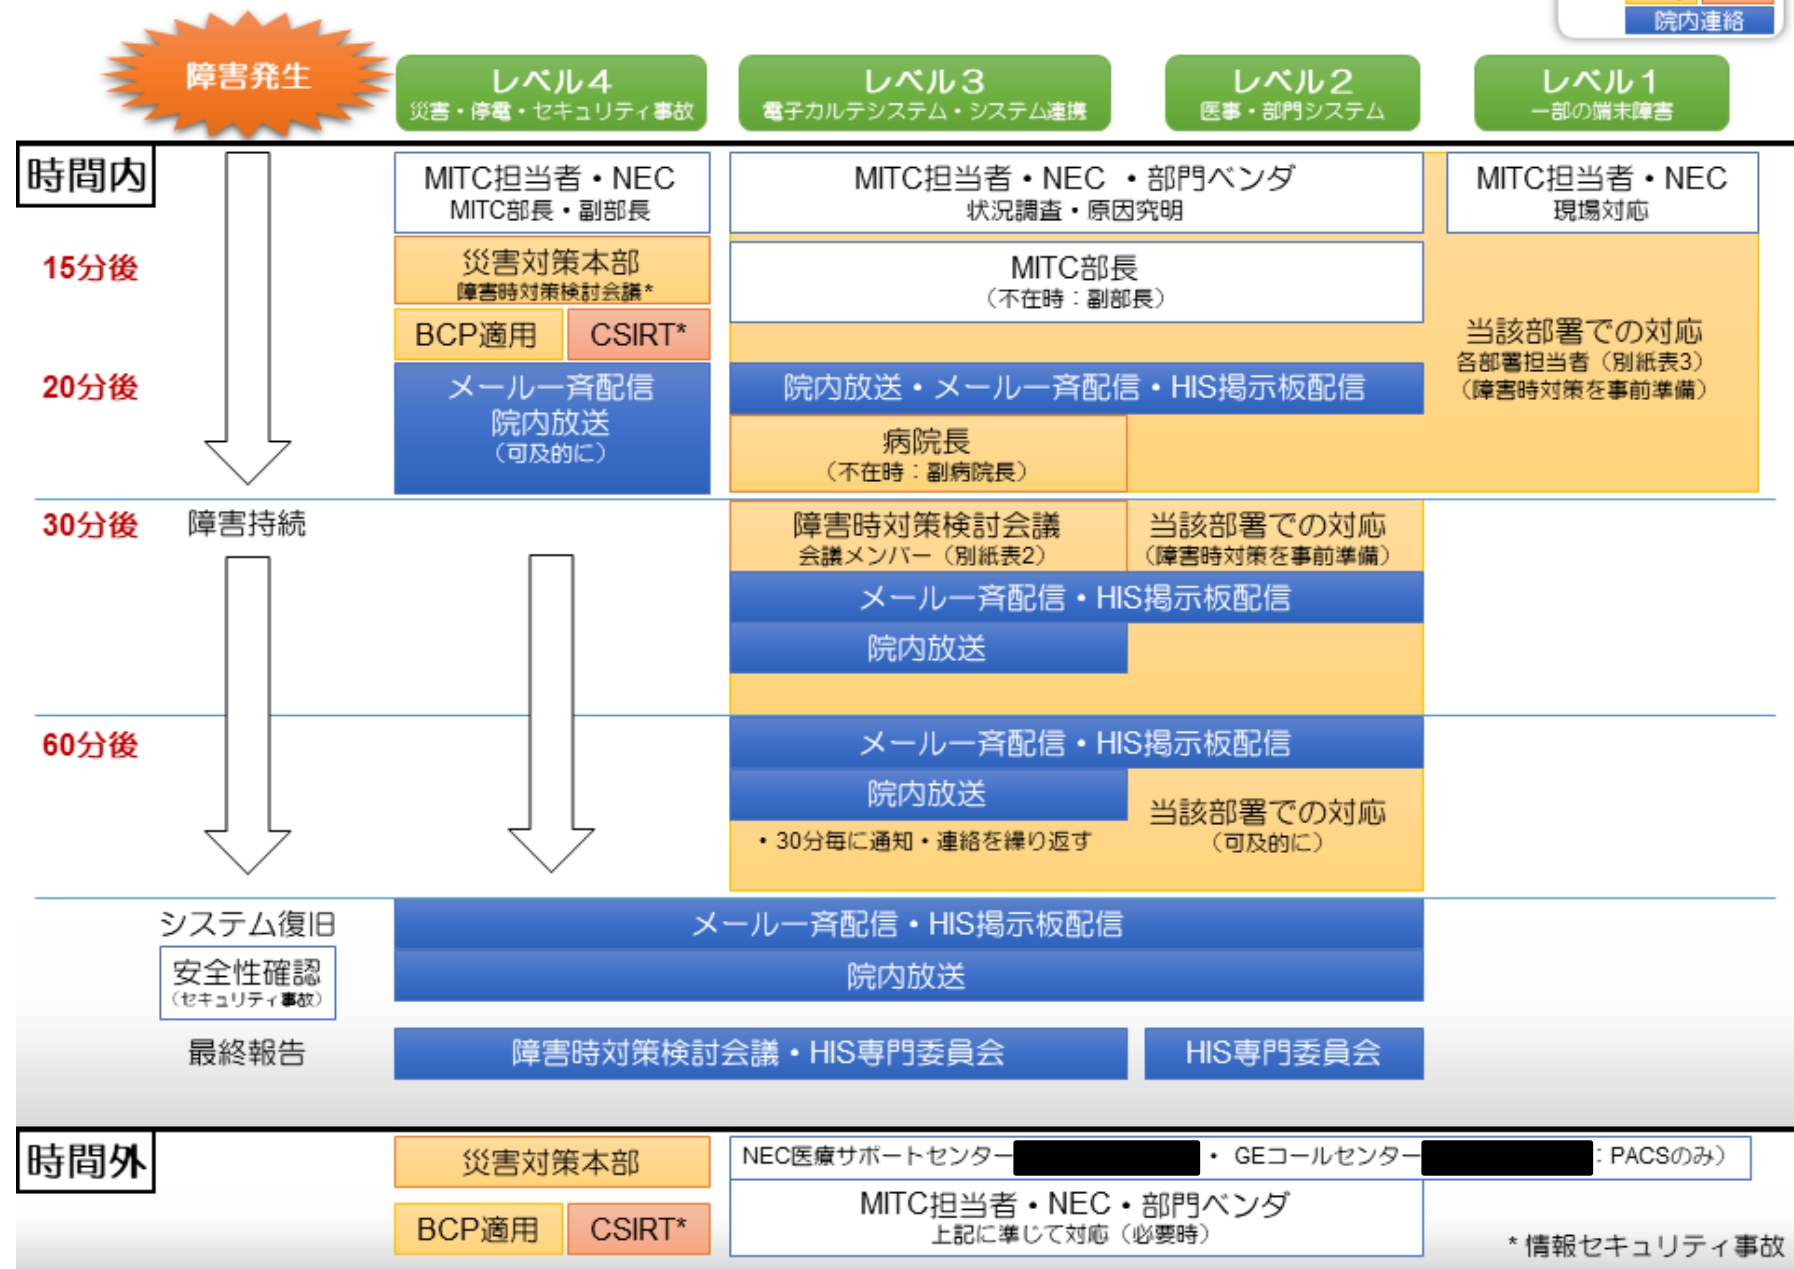 院内連絡
障害発生
レベル4
災害・停電・セキュリティ事故
レベル3
電子カルテシステム・システム連携
レベル2
医事・部門システム
レベル1
一部の端末障害
時間内
MITC担当者・NEC
MITC部長・副部長
MITC担当者・NEC ・部門ベンダ
状況調査・原因究明
MITC担当者・NEC
現場対応
15分後
災害対策本部
障害時対策検討会議*
MITC部長
（不在時：副部長）
BCP適用
CSIRT*
当該部署での対応
各部署担当者（別紙表3）
（障害時対策を事前準備）
20分後
メール一斉配信
院内放送
（可及的に）
院内放送・メール一斉配信・HIS掲示板配信
病院長
（不在時：副病院長）
30分後
障害持続
障害時対策検討会議
会議メンバー（別紙表2）
当該部署での対応
（障害時対策を事前準備）
メール一斉配信・HIS掲示板配信
院内放送
60分後
メール一斉配信・HIS掲示板配信
院内放送
・30分毎に通知・連絡を繰り返す
当該部署での対応
（可及的に）
システム復旧
メール一斉配信・HIS掲示板配信
安全性確認
（セキュリティ事故）
院内放送
最終報告
障害時対策検討会議・HIS専門委員会
HIS専門委員会
時間外
災害対策本部
NEC医療サポートセンター ・ GEコールセンター ：PACSのみ）
BCP適用
CSIRT*
MITC担当者・NEC・部門ベンダ
上記に準じて対応（必要時）
* 情報セキュリティ事故